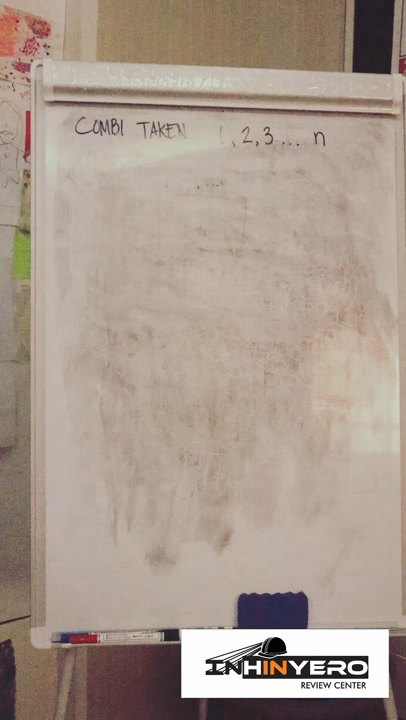 COMBI TAKEN 1, 2, 3 ... n
INHINYERO
REVIEW CENTER